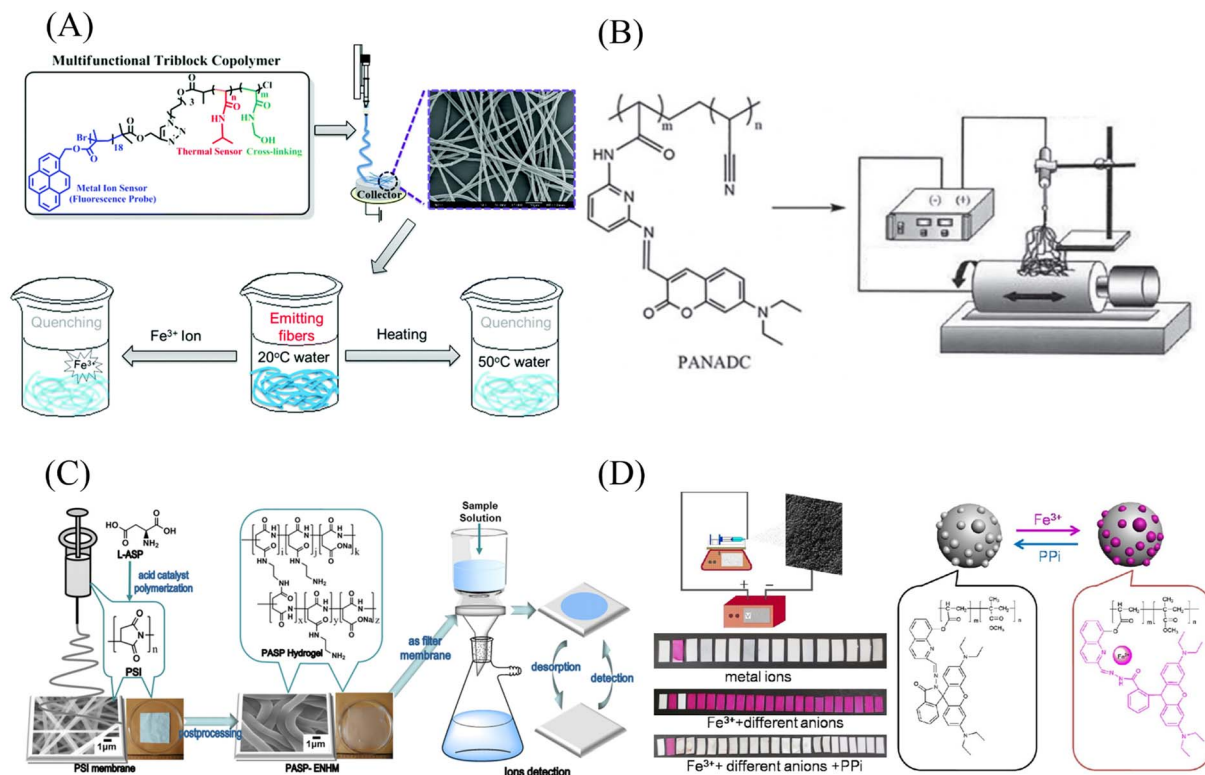 (A)
Multifunctional Triblock Copolymer
Br
O
O
18
O
O
3
N
N
N
O
O
n
m
Cl
O
HN
O
HN
OH
Thermal Sensor
Cross-linking
Metal Ion Sensor
(Fluorescence Probe)
Collector
Quenching
Fe³⁺
Fe³⁺ Ion
Emitting
fibers
20°C water
Heating
Quenching
50°C water
(B)
m
n
NH
O
N
N
N
O
O
N
PANADC
(-) (+)
(C)
L-ASP
acid catalyst
polymerization
PSI
1μm
PSI membrane
postprocessing
PASP Hydrogel
1μm
PASP- ENHM
as filter
membrane
Sample
Solution
desorption
detection
Ions detection
(D)
+ −
metal ions
Fe³⁺+different anions
Fe³⁺+ different anions +PPi
Fe³⁺
PPi